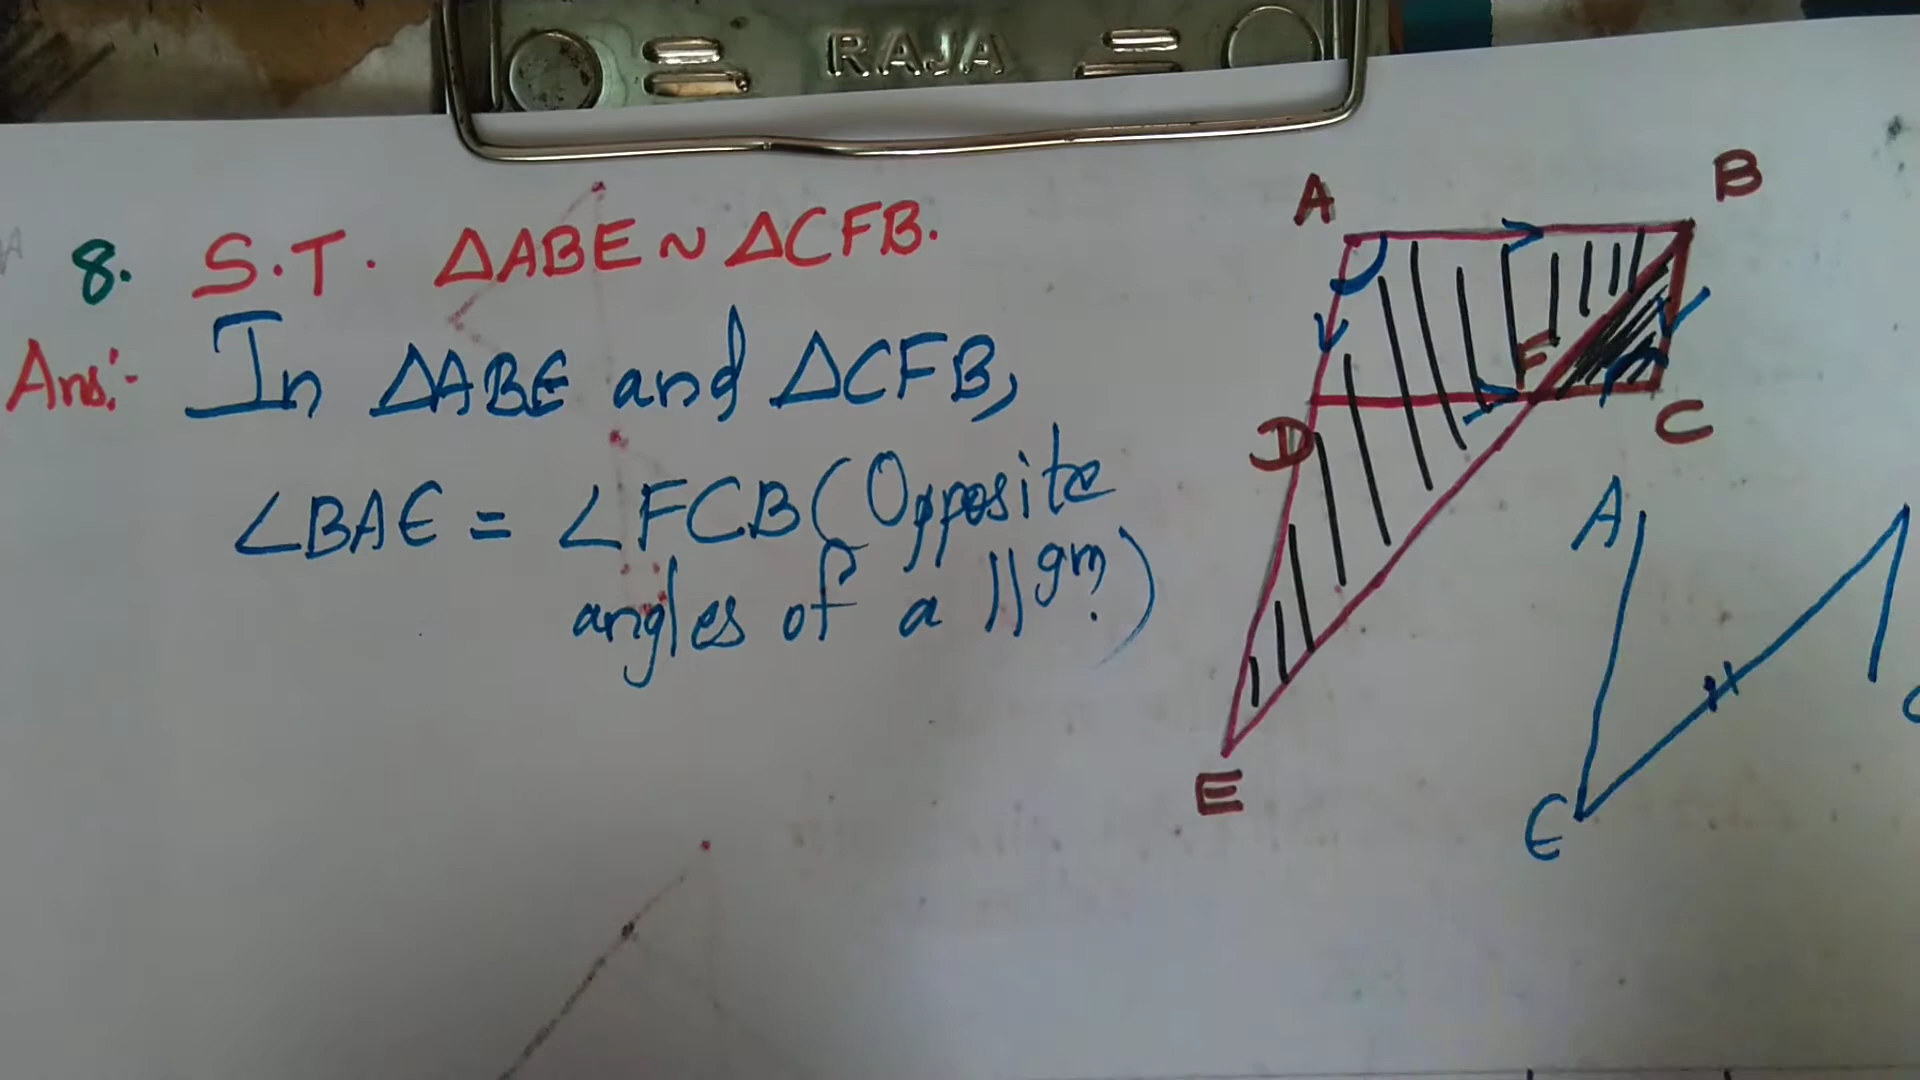 RAJA
8. S.T. ΔABE ~ ΔCFB.
Ans:- In ΔABE and ΔCFB,
∠BAE = ∠FCB (Opposite
angles of a ||gm)
A
B
F
D
C
E
A
E